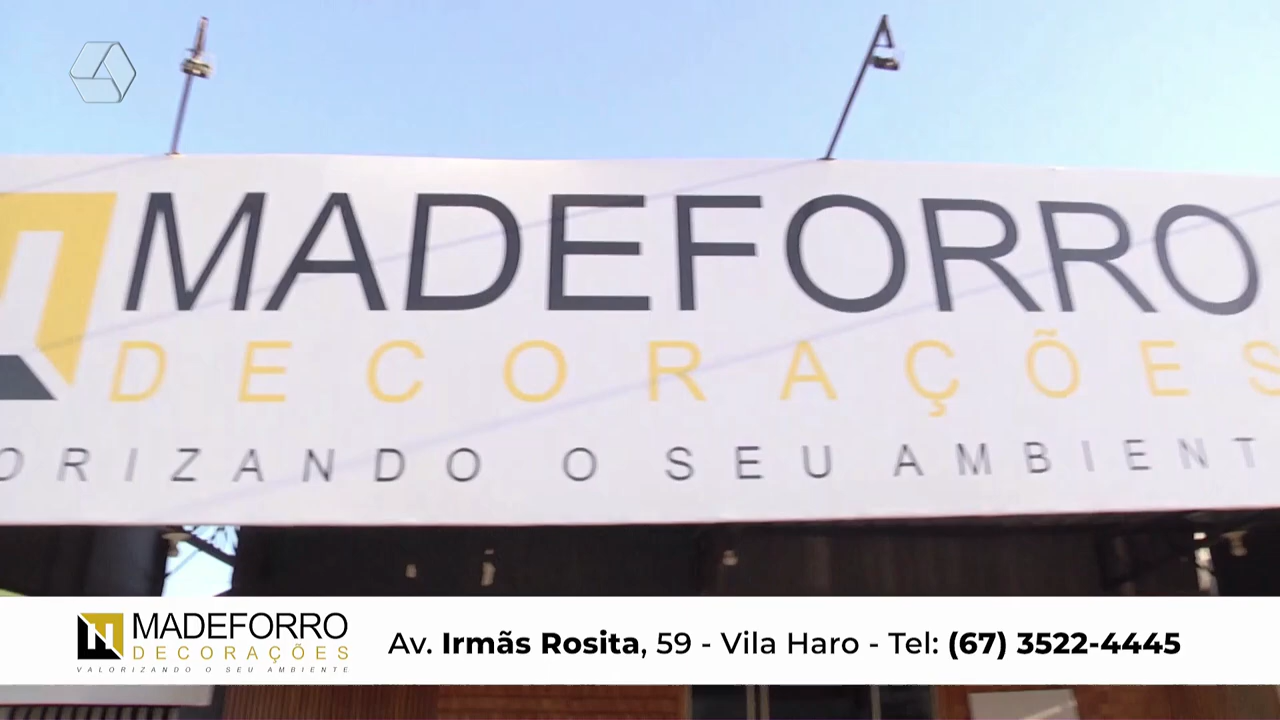 MADEFORRO
DECORAÇÕES
ORIZANDO O SEU AMBIENT
MADEFORRO
DECORAÇÕES
VALORIZANDO O SEU AMBIENTE
Av. Irmãs Rosita, 59 - Vila Haro - Tel: (67) 3522-4445